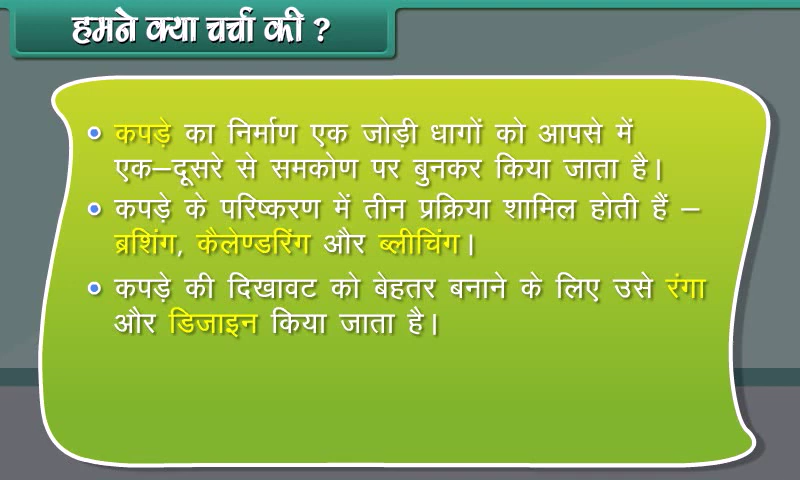 हमने क्या चर्चा की ?
• कपड़े का निर्माण एक जोड़ी धागों को आपसे में
एक–दूसरे से समकोण पर बुनकर किया जाता है।
• कपड़े के परिष्करण में तीन प्रक्रिया शामिल होती हैं –
ब्रशिंग, कैलेण्डरिंग और ब्लीचिंग।
• कपड़े की दिखावट को बेहतर बनाने के लिए उसे रंगा
और डिजाइन किया जाता है।